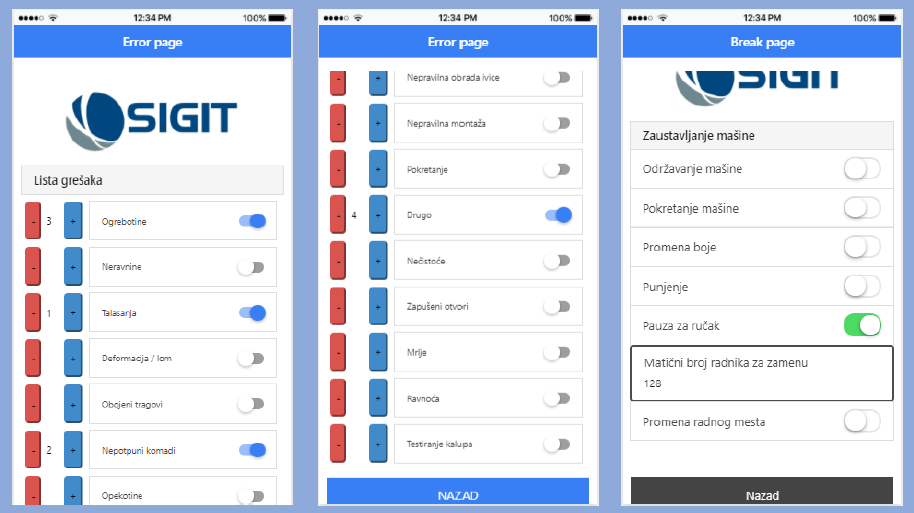 12:34 PM
100%
Error page
SIGIT
Lista grešaka
- 3 + Ogrebotine
- + Neravnine
- 1 + Talasanja
- + Deformacija / lom
- + Obojeni tragovi
- 2 + Nepotpuni komadi
- + Opekotine
12:34 PM
100%
Error page
- + Nepravilna obrada ivice
- + Nepravilna montaža
- + Pokretanje
- 4 + Drugo
- + Nečistoće
- + Zapušeni otvori
- + Mrlje
- + Ravnoća
- + Testiranje kalupa
NAZAD
12:34 PM
100%
Break page
SIGIT
Zaustavljanje mašine
Održavanje mašine
Pokretanje mašine
Promena boje
Punjenje
Pauza za ručak
Matični broj radnika za zamenu
128
Promena radnog mesta
Nazad